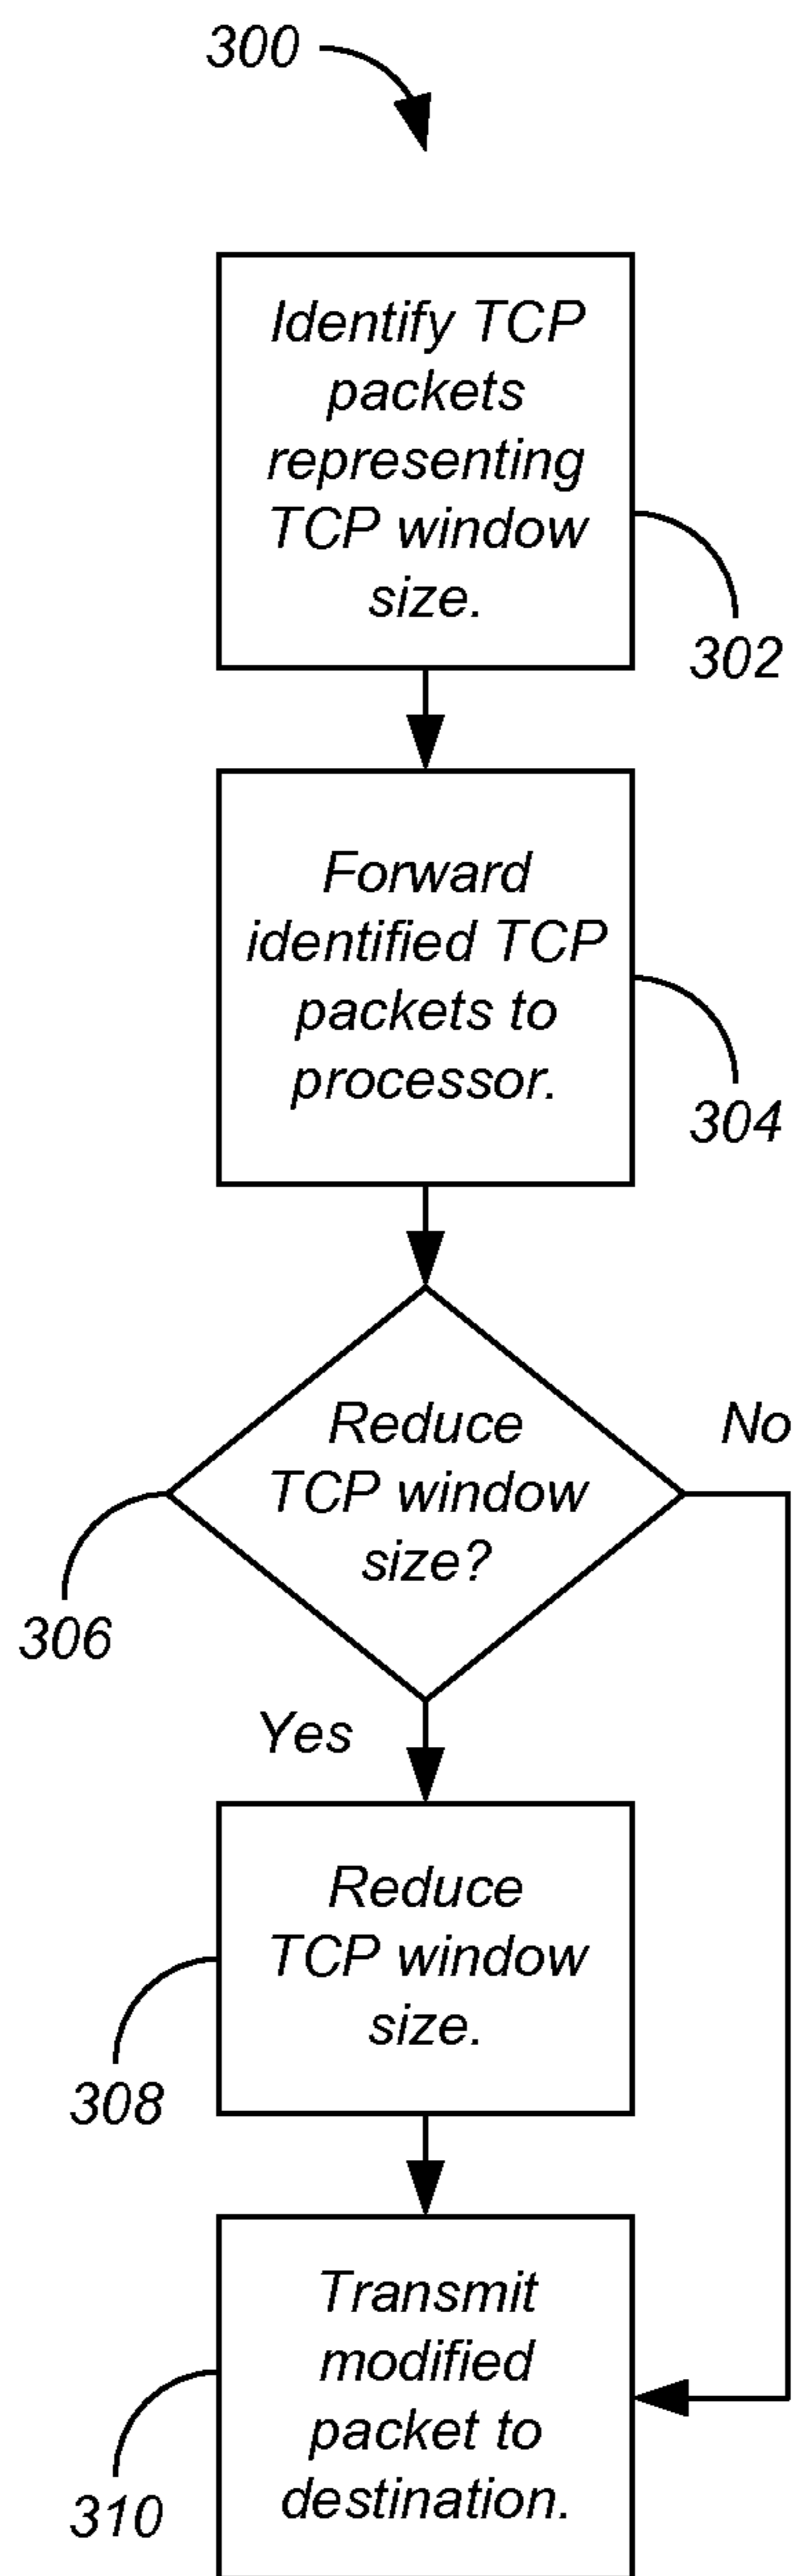 300
Identify TCP
packets
representing
TCP window
size.
302
Forward
identified TCP
packets to
processor.
304
Reduce
TCP window
size?
No
306
Yes
Reduce
TCP window
size.
308
Transmit
modified
packet to
destination.
310